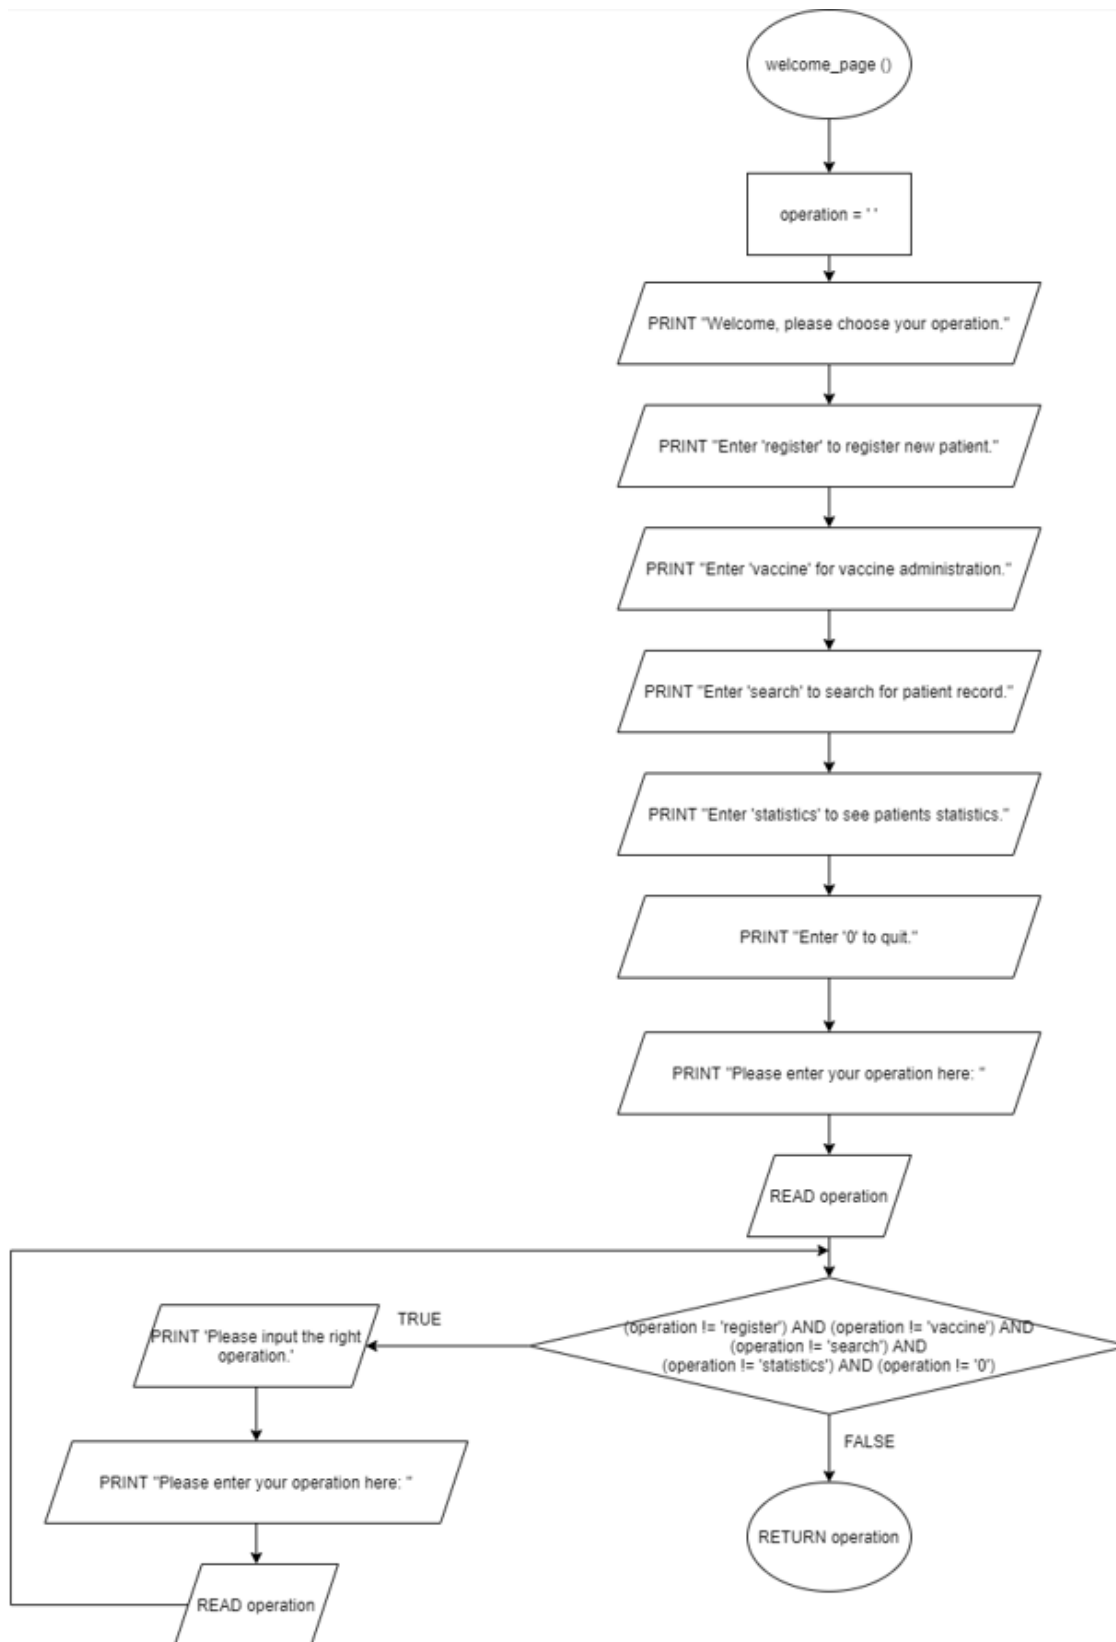 welcome_page ()
operation = ' '
PRINT "Welcome, please choose your operation."
PRINT "Enter 'register' to register new patient."
PRINT "Enter 'vaccine' for vaccine administration."
PRINT "Enter 'search' to search for patient record."
PRINT "Enter 'statistics' to see patients statistics."
PRINT "Enter '0' to quit."
PRINT "Please enter your operation here: "
READ operation
(operation != 'register') AND (operation != 'vaccine') AND
(operation != 'search') AND
(operation != 'statistics') AND (operation != '0')
TRUE
PRINT 'Please input the right
operation.'
PRINT "Please enter your operation here: "
READ operation
FALSE
RETURN operation